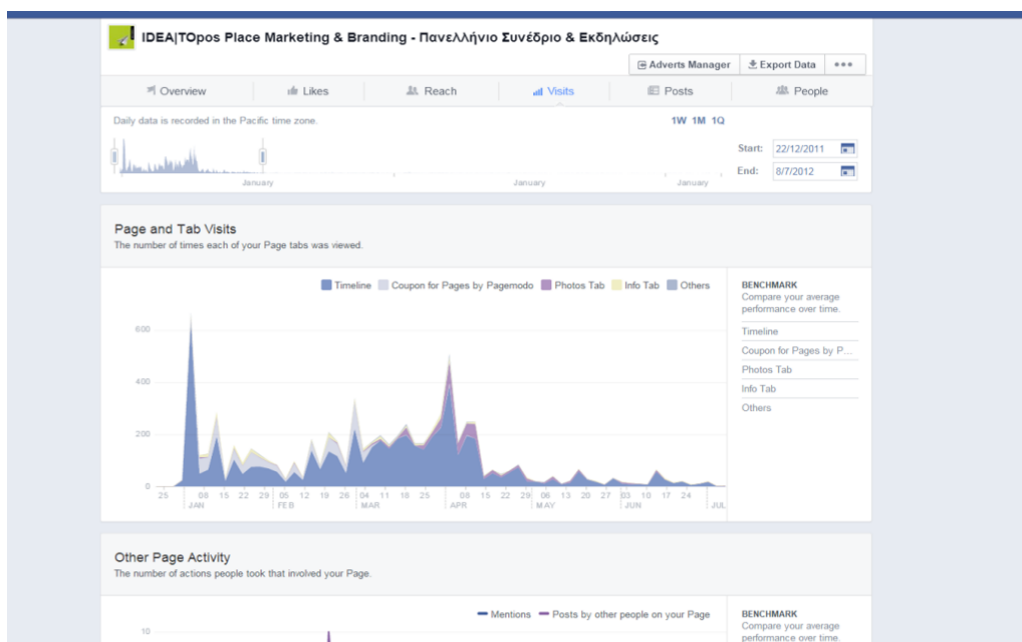 IDEA|TOpos Place Marketing & Branding - Πανελλήνιο Συνέδριο & Εκδηλώσεις
Adverts Manager Export Data
Overview Likes Reach Visits Posts People
Daily data is recorded in the Pacific time zone.
1W 1M 1Q
Start: 22/12/2011
End: 8/7/2012
January January January
Page and Tab Visits
The number of times each of your Page tabs was viewed.
Timeline Coupon for Pages by Pagemodo Photos Tab Info Tab Others
600
400
200
0
25 08 15 22 29 05 12 19 26 04 11 18 25 08 15 22 29 06 13 20 27 03 10 17 24
JAN FEB MAR APR MAY JUN JUL
BENCHMARK
Compare your average
performance over time.
Timeline
Coupon for Pages by P...
Photos Tab
Info Tab
Others
Other Page Activity
The number of actions people took that involved your Page.
Mentions Posts by other people on your Page
10
BENCHMARK
Compare your average
performance over time.